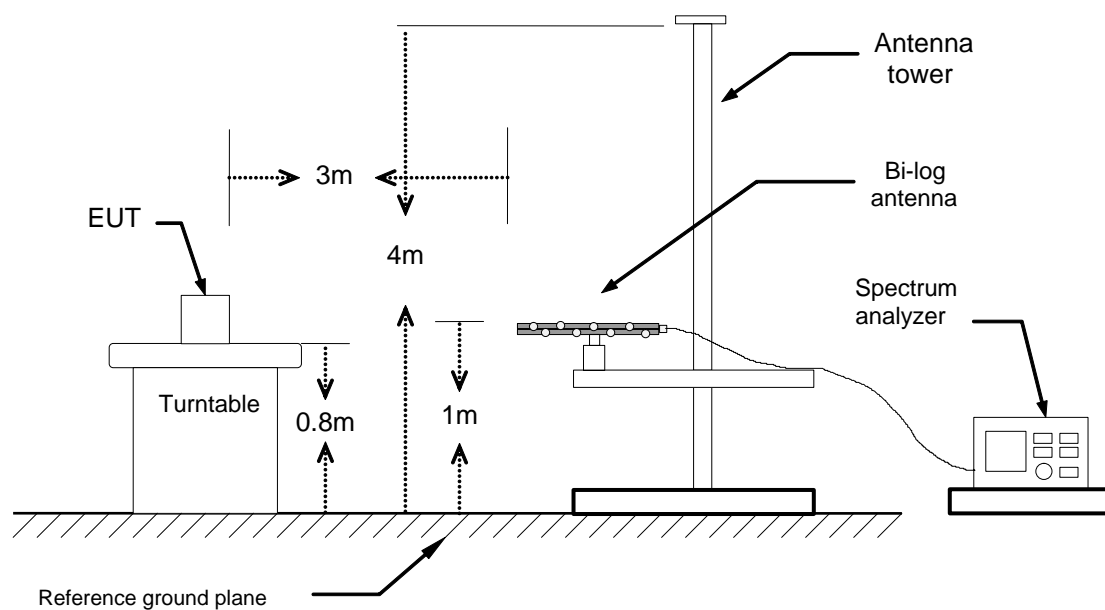 Antenna
tower
3m
Bi-log
antenna
EUT
4m
Spectrum
analyzer
Turntable
0.8m
1m
Reference ground plane